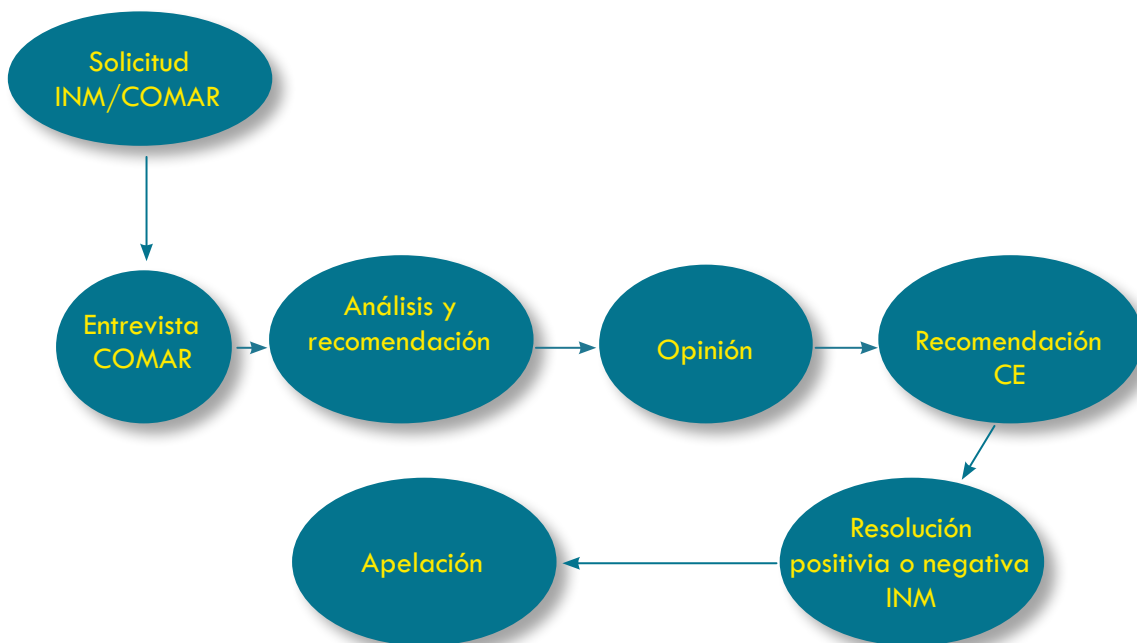 Solicitud
INM/COMAR
Entrevista
COMAR
Análisis y
recomendación
Opinión
Recomendación
CE
Resolución
positivia o negativa
INM
Apelación